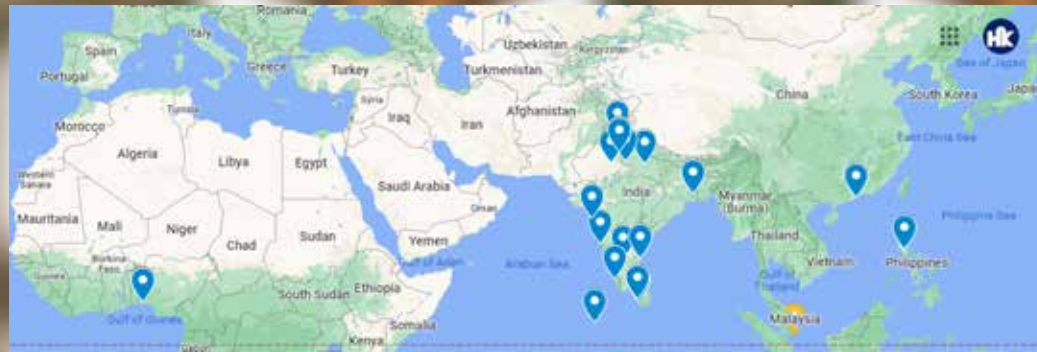 Romania
Italy
Spain
Portugal
Greece
Turkey
Uzbekistan
Kyrgyzstan
Turkmenistan
HK
Sea of Japan
South Korea
Japa
China
Tunisia
Syria
Iraq
Iran
Afghanistan
Morocco
Algeria
Libya
Egypt
East China Sea
Western
Sahara
Saudi Arabia
Oman
India
Myanmar
(Burma)
Mauritania
Mali
Niger
Chad
Sudan
Yemen
Thailand
Philippine Sea
Burkina
Faso
Guinea
Gulf of Aden
Arabian Sea
Vietnam
Philippines
Gulf of
Thailand
South Sudan
Ethiopia
Gulf of Guinea
Somalia
Kenya
Malaysia